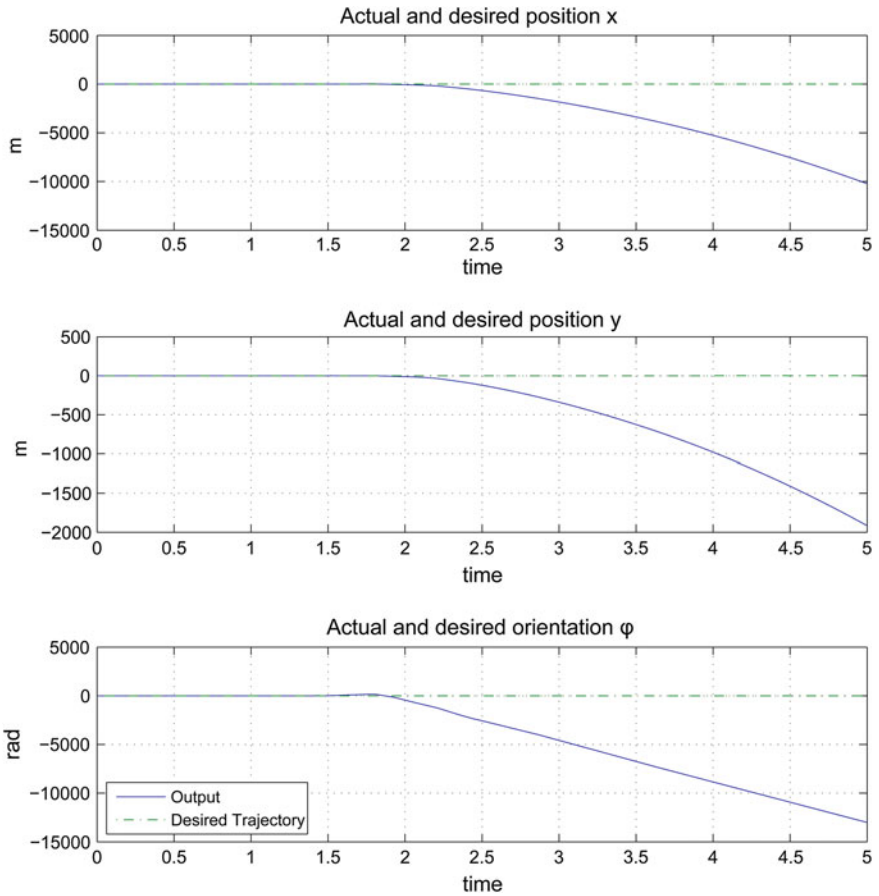 Actual and desired position x
5000
0
−5000
−10000
−15000
m
0 0.5 1 1.5 2 2.5 3 3.5 4 4.5 5
time
Actual and desired position y
500
0
−500
−1000
−1500
−2000
m
0 0.5 1 1.5 2 2.5 3 3.5 4 4.5 5
time
Actual and desired orientation φ
5000
0
−5000
−10000
−15000
rad
Output
Desired Trajectory
0 0.5 1 1.5 2 2.5 3 3.5 4 4.5 5
time